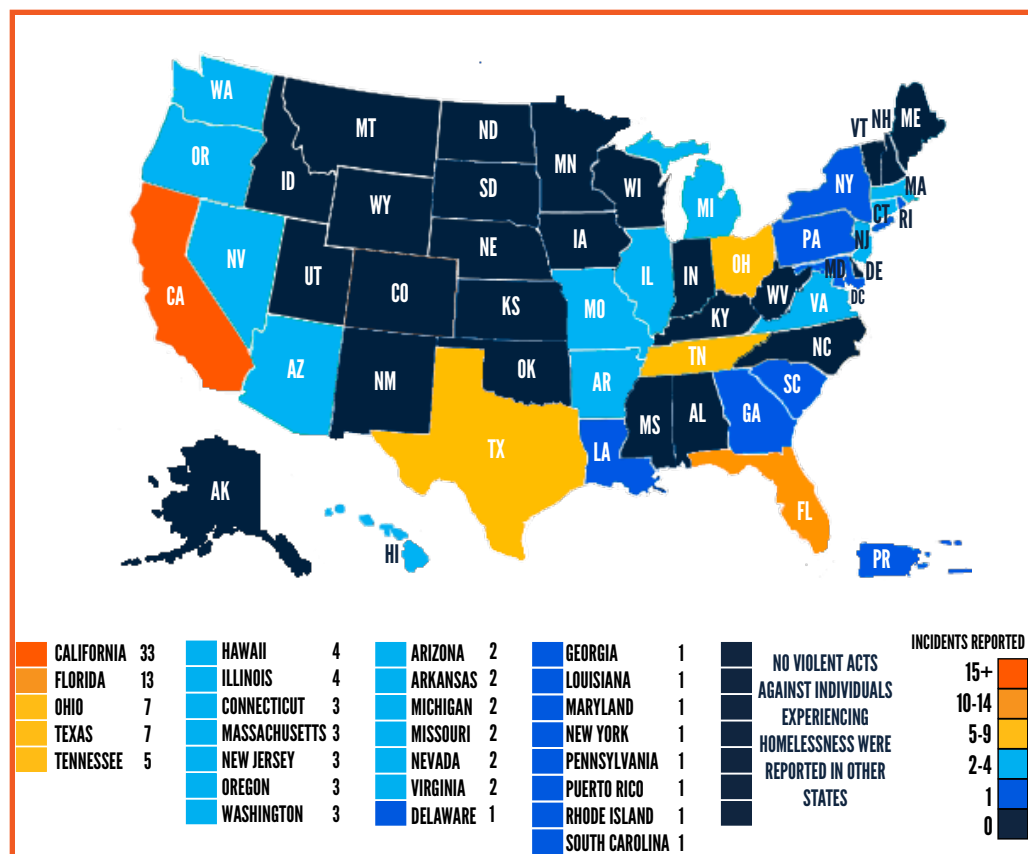 WA
MT
ND
MN
VT
NH
ME
OR
ID
SD
WI
NY
MA
WY
MI
CT
RI
IA
PA
NJ
NE
NV
OH
UT
IL
IN
MD
DE
CO
WV
DC
CA
KS
MO
VA
KY
NC
AZ
OK
TN
NM
AR
SC
MS
AL
GA
TX
LA
AK
FL
HI
PR
CALIFORNIA 33
FLORIDA 13
OHIO 7
TEXAS 7
TENNESSEE 5
HAWAII 4
ILLINOIS 4
CONNECTICUT 3
MASSACHUSETTS 3
NEW JERSEY 3
OREGON 3
WASHINGTON 3
ARIZONA 2
ARKANSAS 2
MICHIGAN 2
MISSOURI 2
NEVADA 2
VIRGINIA 2
DELAWARE 1
GEORGIA 1
LOUISIANA 1
MARYLAND 1
NEW YORK 1
PENNSYLVANIA 1
PUERTO RICO 1
RHODE ISLAND 1
SOUTH CAROLINA 1
NO VIOLENT ACTS
AGAINST INDIVIDUALS
EXPERIENCING
HOMELESSNESS WERE
REPORTED IN OTHER
STATES
INCIDENTS REPORTED
15+
10-14
5-9
2-4
1
0